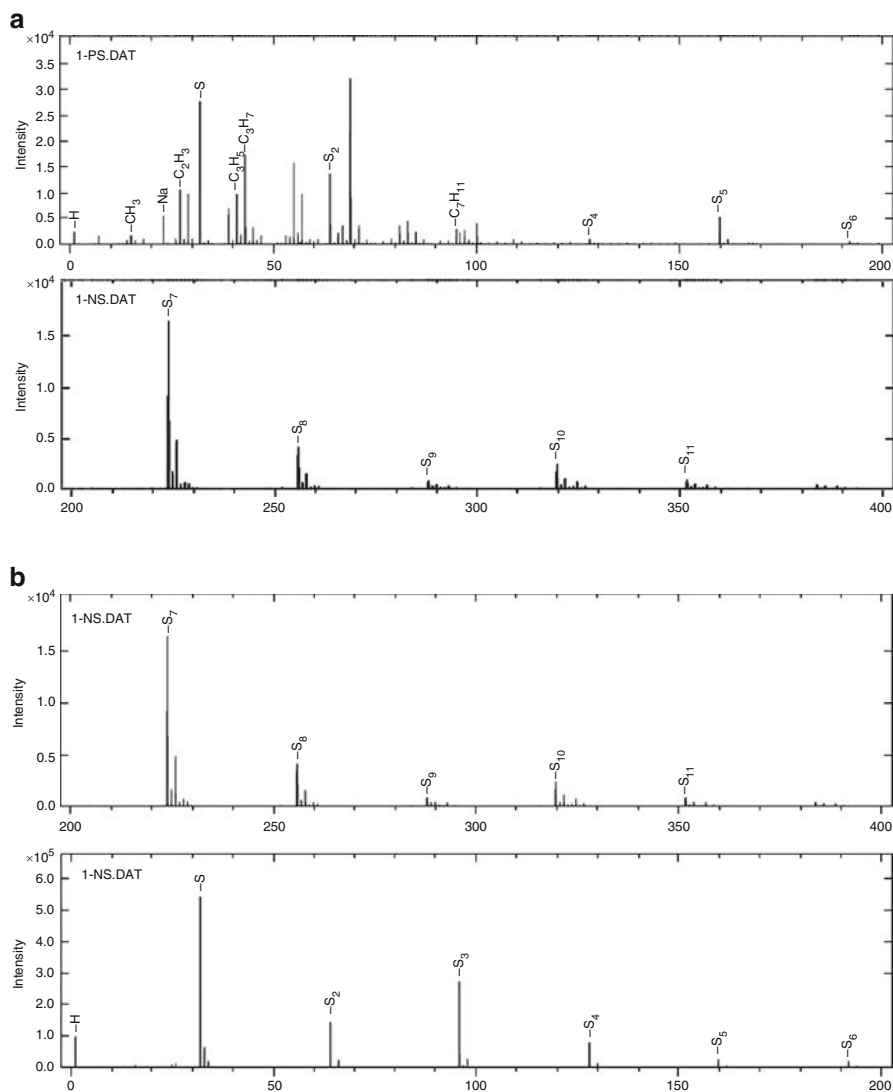 a
×10⁴
1-PS.DAT
3.5
3.0
2.5
2.0
1.5
1.0
0.5
0.0
Intensity
H
CH₃
Na
C₂H₃
S
C₃H₅
C₃H₇
S₂
C₇H₁₁
S₄
S₅
S₆
0 50 100 150 200
×10⁴
1-NS.DAT
1.5
1.0
0.5
0.0
Intensity
S₇
S₈
S₉
S₁₀
S₁₁
200 250 300 350 400
b
×10⁴
1-NS.DAT
1.5
1.0
0.5
0.0
Intensity
S₇
S₈
S₉
S₁₀
S₁₁
200 250 300 350 400
×10⁵
1-NS.DAT
6.0
5.0
4.0
3.0
2.0
1.0
0.0
Intensity
H
S
S₂
S₃
S₄
S₅
S₆
0 50 100 150 200